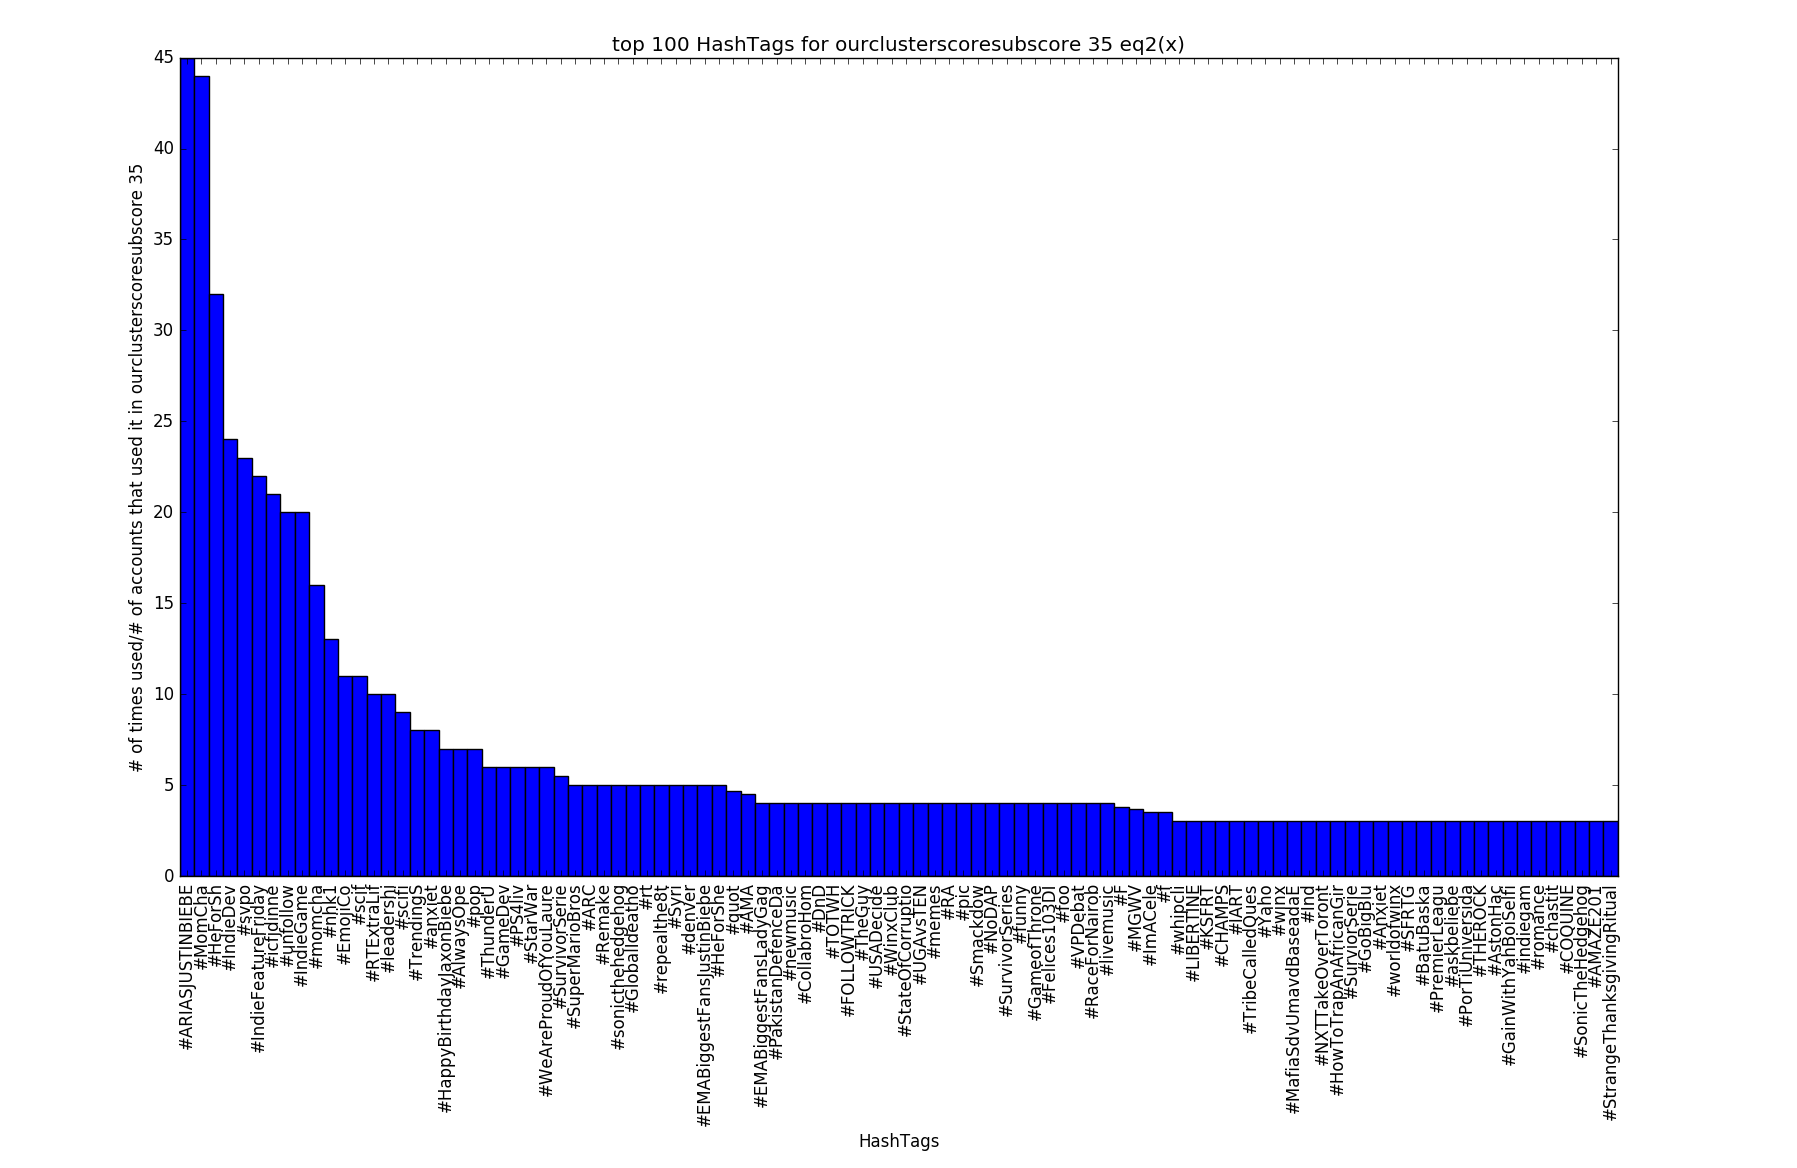 top 100 HashTags for ourclusterscoresubscore 35 eq2(x)
# of times used/# of accounts that used it in ourclusterscoresubscore 35
45
40
35
30
25
20
15
10
5
0
#ARIASJUSTINBIEBE
#MomCha
#HeForSh
#IndieDev
#svpo
#IndieFeatureFriday
#icfjdinne
#unfollow
#IndieGame
#momcha
#nhk1
#EmojiCo
#scif
#RTExtraLif
#leadershi
#scifi
#TrendingS
#anxiet
#HappyBirthdayJaxonBiebe
#AlwaysOpe
#pop
#ThunderU
#GameDev
#PS4liv
#StarWar
#WeAreProudOfYouLaure
#SurvivorSerie
#SuperMarioBros
#ARC
#Remake
#sonicthehedgehog
#Globaldeatho
#rt
#repealthe8t
#Syri
#denver
#EMABiggestFansJustinBiebe
#HeForShe
#quot
#AMA
#EMABiggestFansLadyGag
#PakistanDefenceDa
#newmusic
#CollabroHom
#DnD
#TOTWH
#FOLLOWTRICK
#TheGuy
#USADecide
#WinxClub
#StateOfCorruptio
#UGAvsTEN
#memes
#RA
#pic
#Smackdow
#NoDAP
#SurvivorSeries
#funny
#GameofThrone
#Felices103DI
#foo
#VPDebat
#RaceForNairob
#livemusic
#F
#MGWV
#ImACele
#whipcli
#LIBERTINE
#KSFRT
#CHAMPS
#IART
#TribeCalledQues
#Yaho
#winx
#MafiaSdvUmavdBaseadaE
#Ind
#NXTTakeOverToront
#HowToTrapAnAfricanGir
#SurvivorSerie
#GoBigBlu
#Anxiet
#worldofwinx
#SFRTG
#BatuBaska
#PremierLeagu
#askbeliebe
#PorTiUniversida
#THEROCK
#AstonHac
#GainWithYahBoiSelfi
#indiegam
#romance
#chastit
#COQUINE
#SonicTheHedgehog
#AMAZE201
#StrangeThanksgivingRitual
HashTags